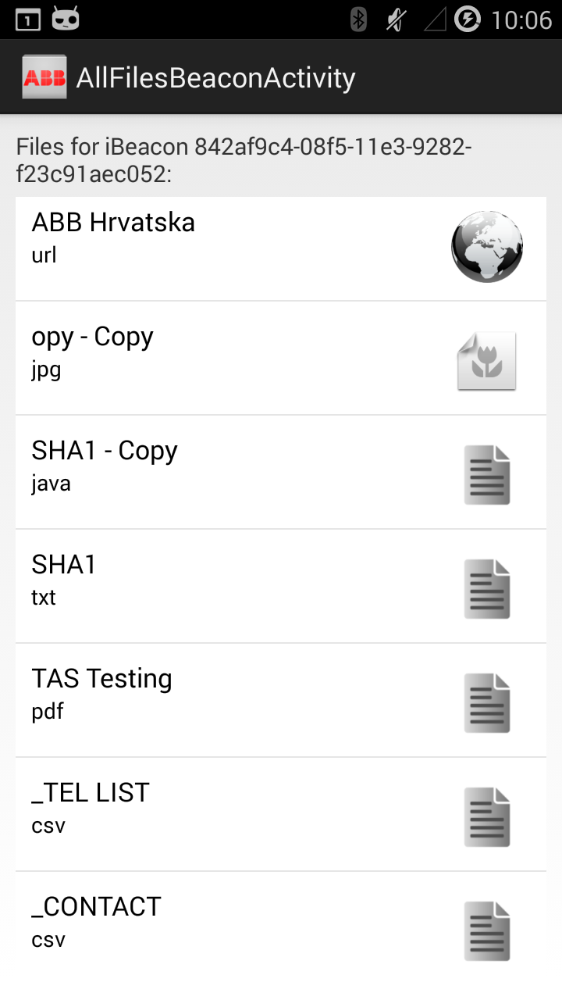 1
10:06
ABB AllFilesBeaconActivity
Files for iBeacon 842af9c4-08f5-11e3-9282-
f23c91aec052:
ABB Hrvatska
url
opy - Copy
jpg
SHA1 - Copy
java
SHA1
txt
TAS Testing
pdf
_TEL LIST
csv
_CONTACT
csv